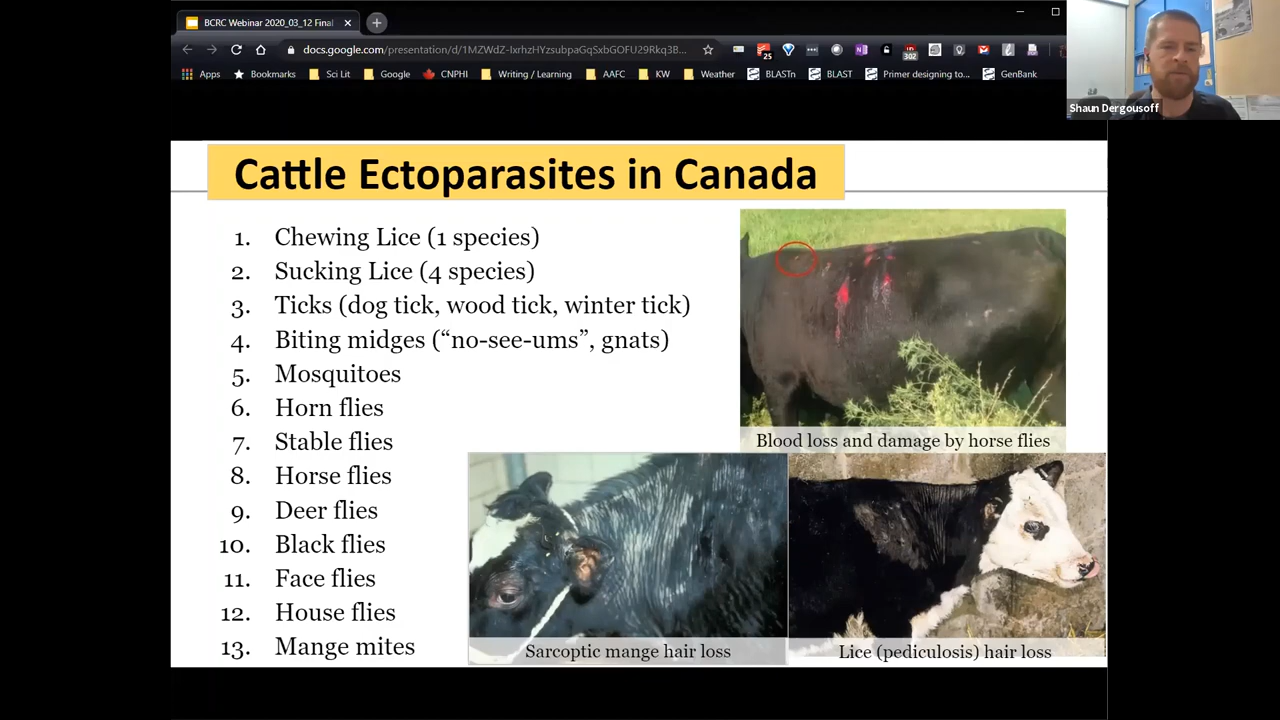 BCRC Webinar 2020_03_12 Final
docs.google.com/presentation/d/1MZWdZ-lxrhzHYzsubpaGqSxbGOFU29Rkq3B...
25
302
Apps
Bookmarks
Sci Lit
Google
CNPHI
Writing / Learning
AAFC
KW
Weather
BLASTn
BLAST
Primer designing to...
GenBank
Shaun Dergousoff
Cattle Ectoparasites in Canada
1. Chewing Lice (1 species)
2. Sucking Lice (4 species)
3. Ticks (dog tick, wood tick, winter tick)
4. Biting midges (“no-see-ums”, gnats)
5. Mosquitoes
6. Horn flies
7. Stable flies
8. Horse flies
9. Deer flies
10. Black flies
11. Face flies
12. House flies
13. Mange mites
Blood loss and damage by horse flies
Sarcoptic mange hair loss
Lice (pediculosis) hair loss